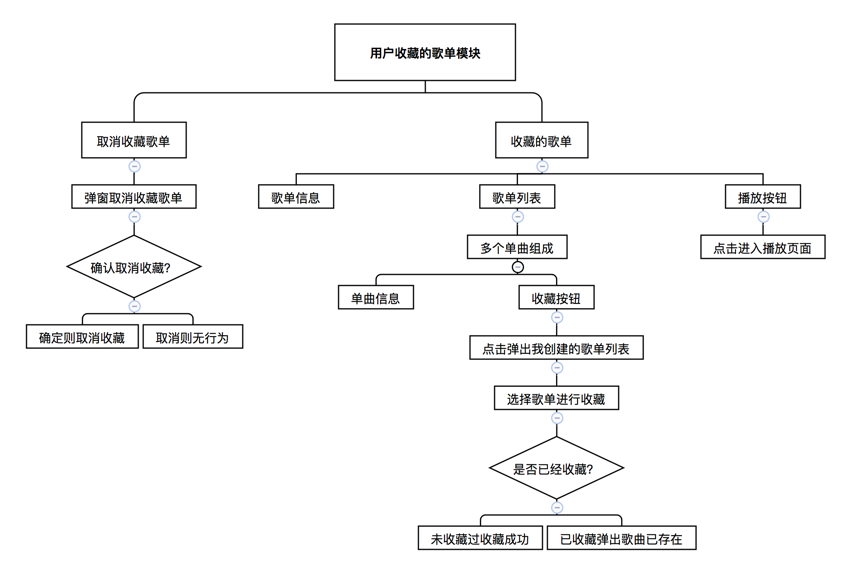 用户收藏的歌单模块
取消收藏歌单
收藏的歌单
弹窗取消收藏歌单
歌单信息
歌单列表
播放按钮
确认取消收藏?
多个单曲组成
点击进入播放页面
单曲信息
收藏按钮
确定则取消收藏
取消则无行为
点击弹出我创建的歌单列表
选择歌单进行收藏
是否已经收藏?
未收藏过收藏成功
已收藏弹出歌曲已存在